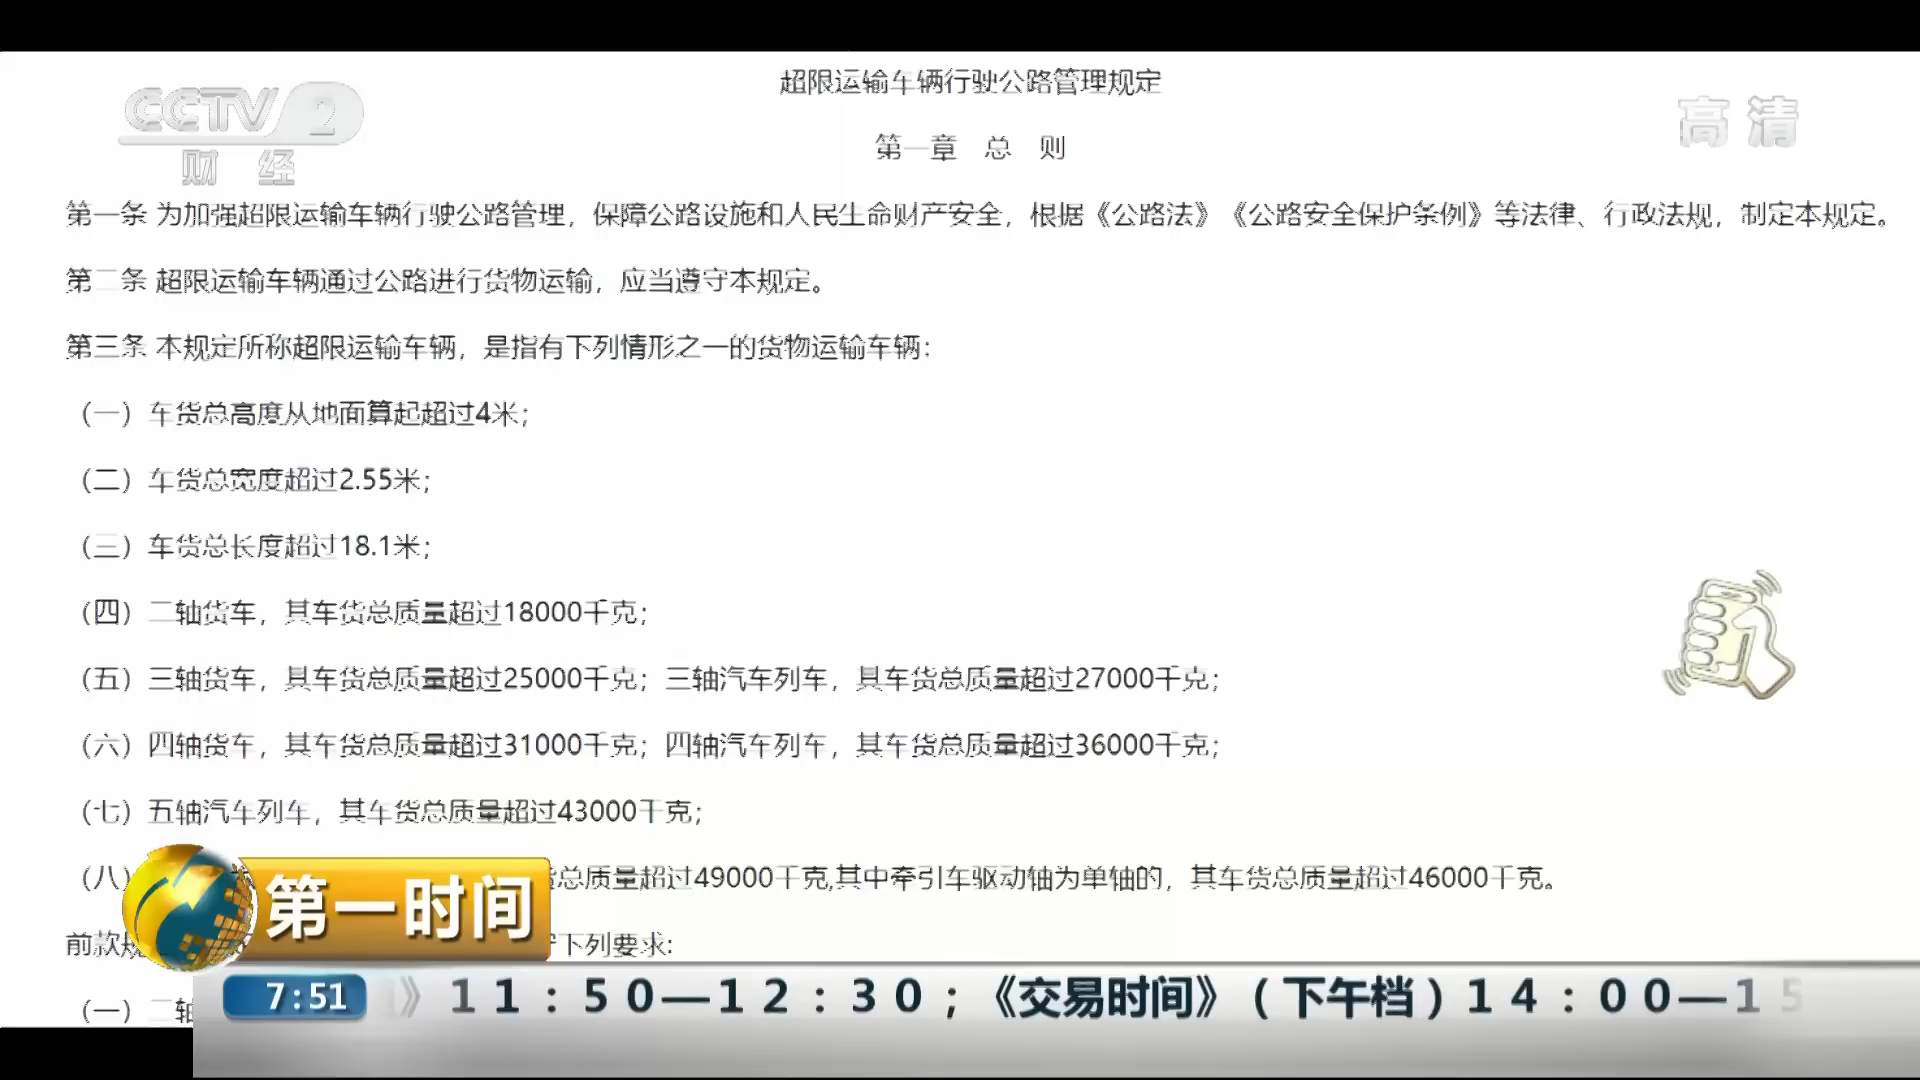 超限运输车辆行驶公路管理规定
CCTV 2
财 经
高清
第一章 总 则
第一条 为加强超限运输车辆行驶公路管理，保障公路设施和人民生命财产安全，根据《公路法》《公路安全保护条例》等法律、行政法规，制定本规定。
第二条 超限运输车辆通过公路进行货物运输，应当遵守本规定。
第三条 本规定所称超限运输车辆，是指有下列情形之一的货物运输车辆：
（一）车货总高度从地面算起超过4米；
（二）车货总宽度超过2.55米；
（三）车货总长度超过18.1米；
（四）二轴货车，其车货总质量超过18000千克；
（五）三轴货车，其车货总质量超过25000千克；三轴汽车列车，其车货总质量超过27000千克；
（六）四轴货车，其车货总质量超过31000千克；四轴汽车列车，其车货总质量超过36000千克；
（七）五轴汽车列车，其车货总质量超过43000千克；
（八） 总质量超过49000千克,其中牵引车驱动轴为单轴的，其车货总质量超过46000千克。
第一时间
前款 下列要求:
（一）二轴
7:51
》11：50—12：30；《交易时间》（下午档）14：00—15